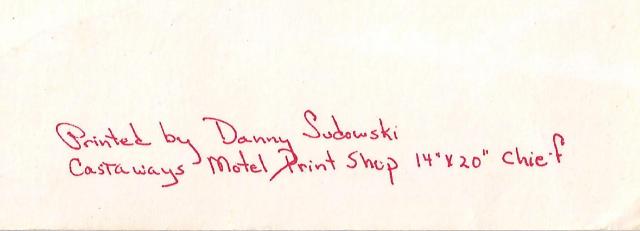 Printed by Danny Sudowski
Castaways Motel Print Shop 14"x20" Chief